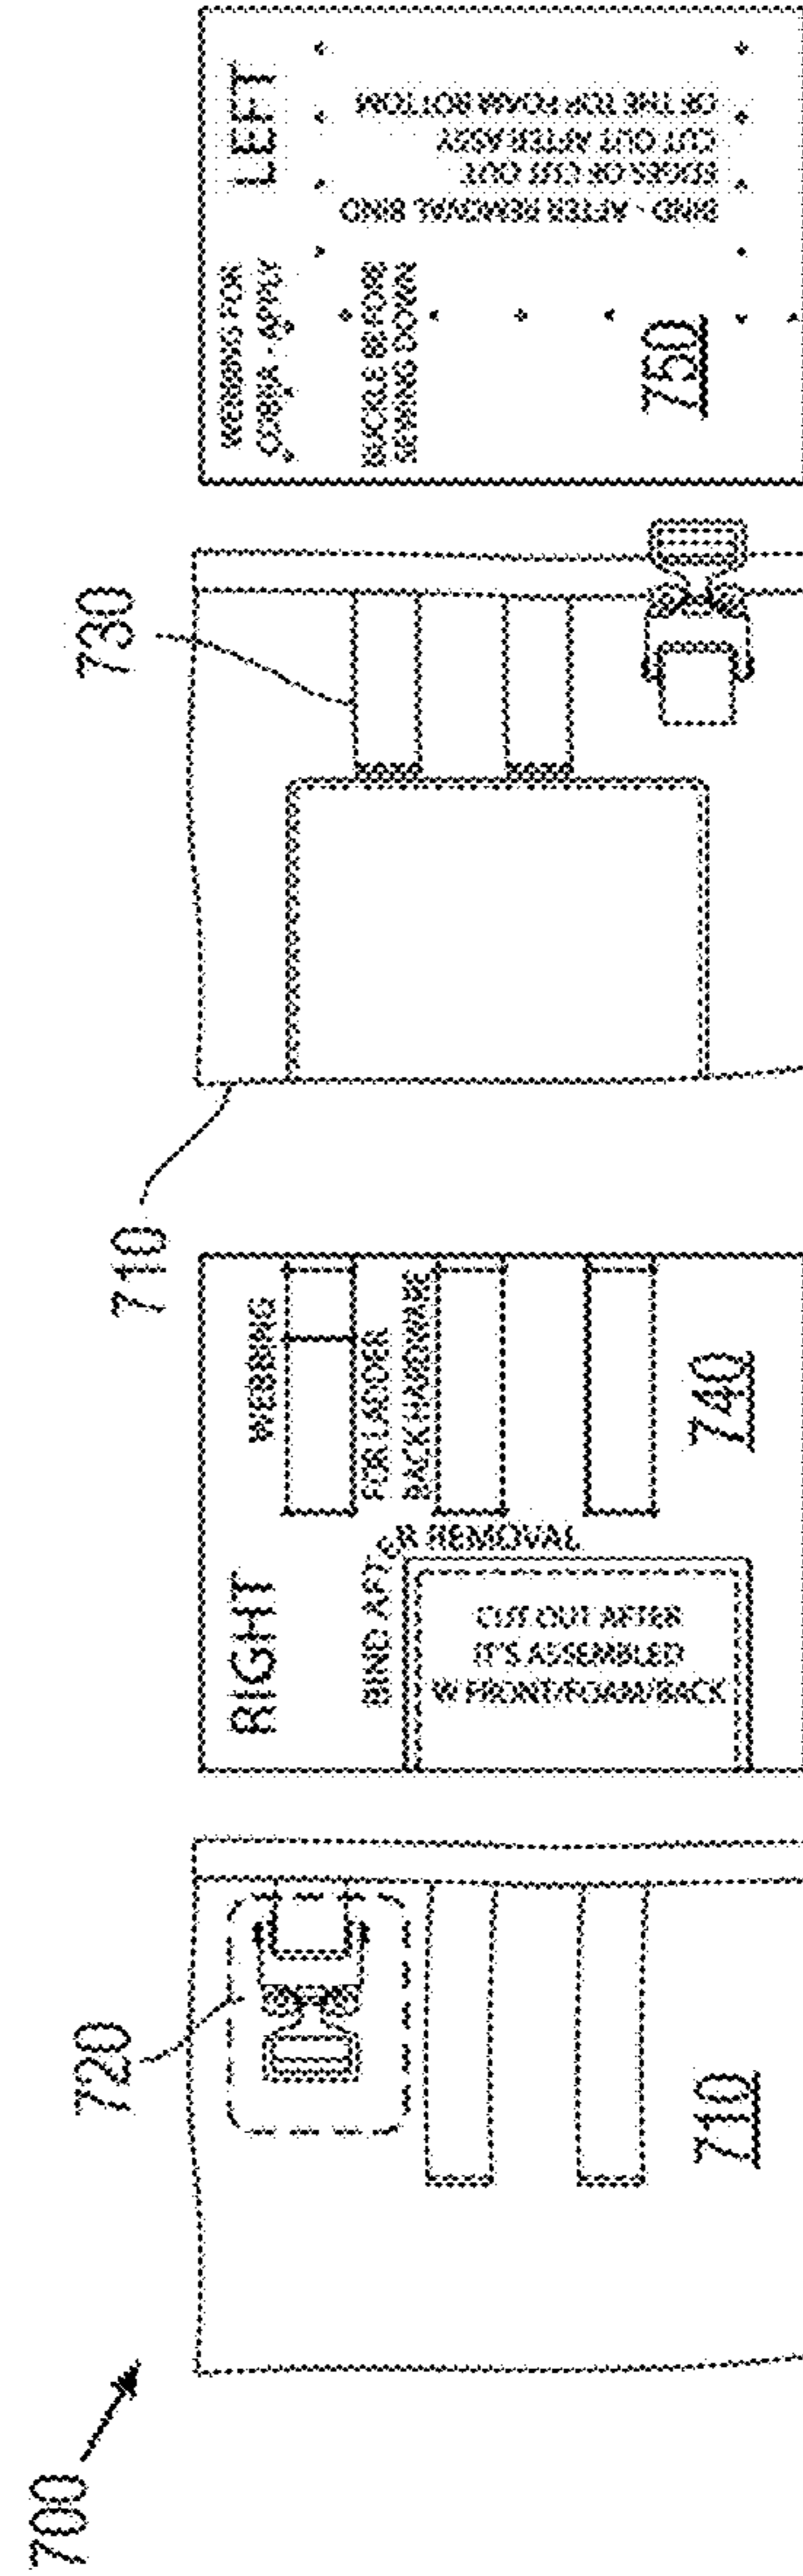 700
720
710
RIGHT
WEBBING
FOR LADDER
BACK HARDWARE
BIND AFTER REMOVAL
CUT OUT AFTER
IT'S ASSEMBLED
W FRONT/FOAM/BACK
740
710
730
LEFT
WEBBING FOR
COBRA - APPLY
BUCKLE BEFORE
SEWING DOWN
BIND - AFTER REMOVAL BIND
EDGES OF CUT OUT
CUT OUT AFTER ASSY
OF THE TOP FOAM BOTTOM
750